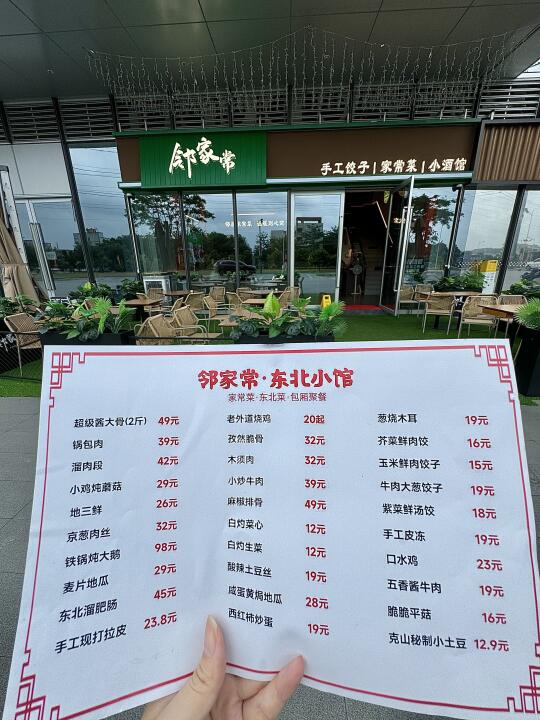 邻家常
手工饺子|家常菜|小酒馆
邻家常·东北小馆
家常菜·东北菜·包厢聚餐
超级酱大骨(2斤) 49元
锅包肉 39元
溜肉段 42元
小鸡炖蘑菇 29元
地三鲜 26元
京葱肉丝 32元
铁锅炖大鹅 98元
麦片地瓜 29元
东北溜肥肠 45元
手工现打拉皮 23.8元
老外道烧鸡 20起
孜然脆骨 32元
木须肉 32元
小炒牛肉 39元
麻椒排骨 49元
白灼菜心 12元
白灼生菜 12元
酸辣土豆丝 19元
咸蛋黄焗地瓜 28元
西红柿炒蛋 19元
葱烧木耳 19元
芥菜鲜肉饺 16元
玉米鲜肉饺子 15元
牛肉大葱饺子 19元
紫菜鲜汤饺 18元
手工皮冻 19元
口水鸡 23元
五香酱牛肉 19元
脆脆平菇 16元
克山秘制小土豆 12.9元